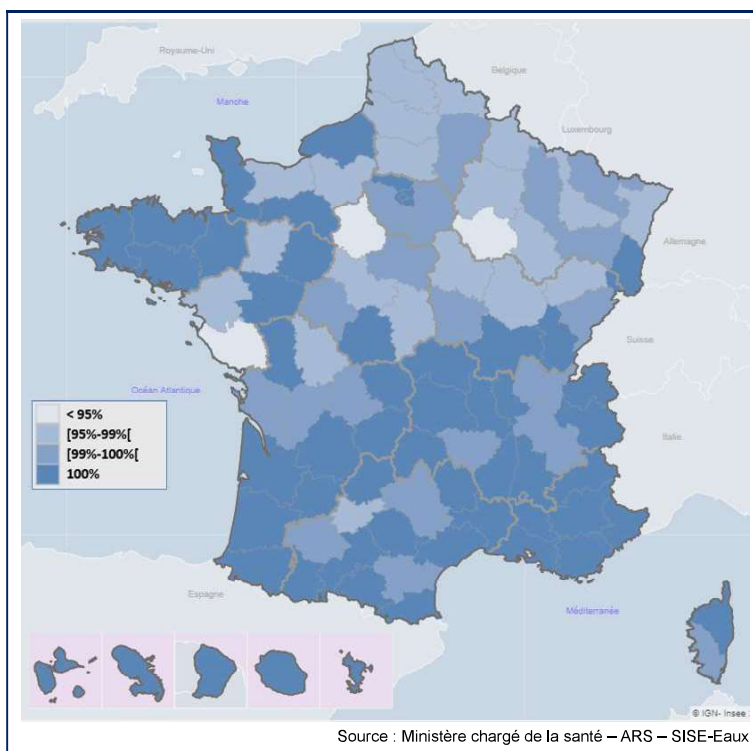 Royaume-Uni
Belgique
Manche
Luxembourg
Allemagne
Suisse
Océan Atlantique
Italie
< 95%
[95%-99%[
[99%-100%[
100%
Espagne
Méditerranée
© IGN- Insee
Source : Ministère chargé de la santé – ARS – SISE-Eaux